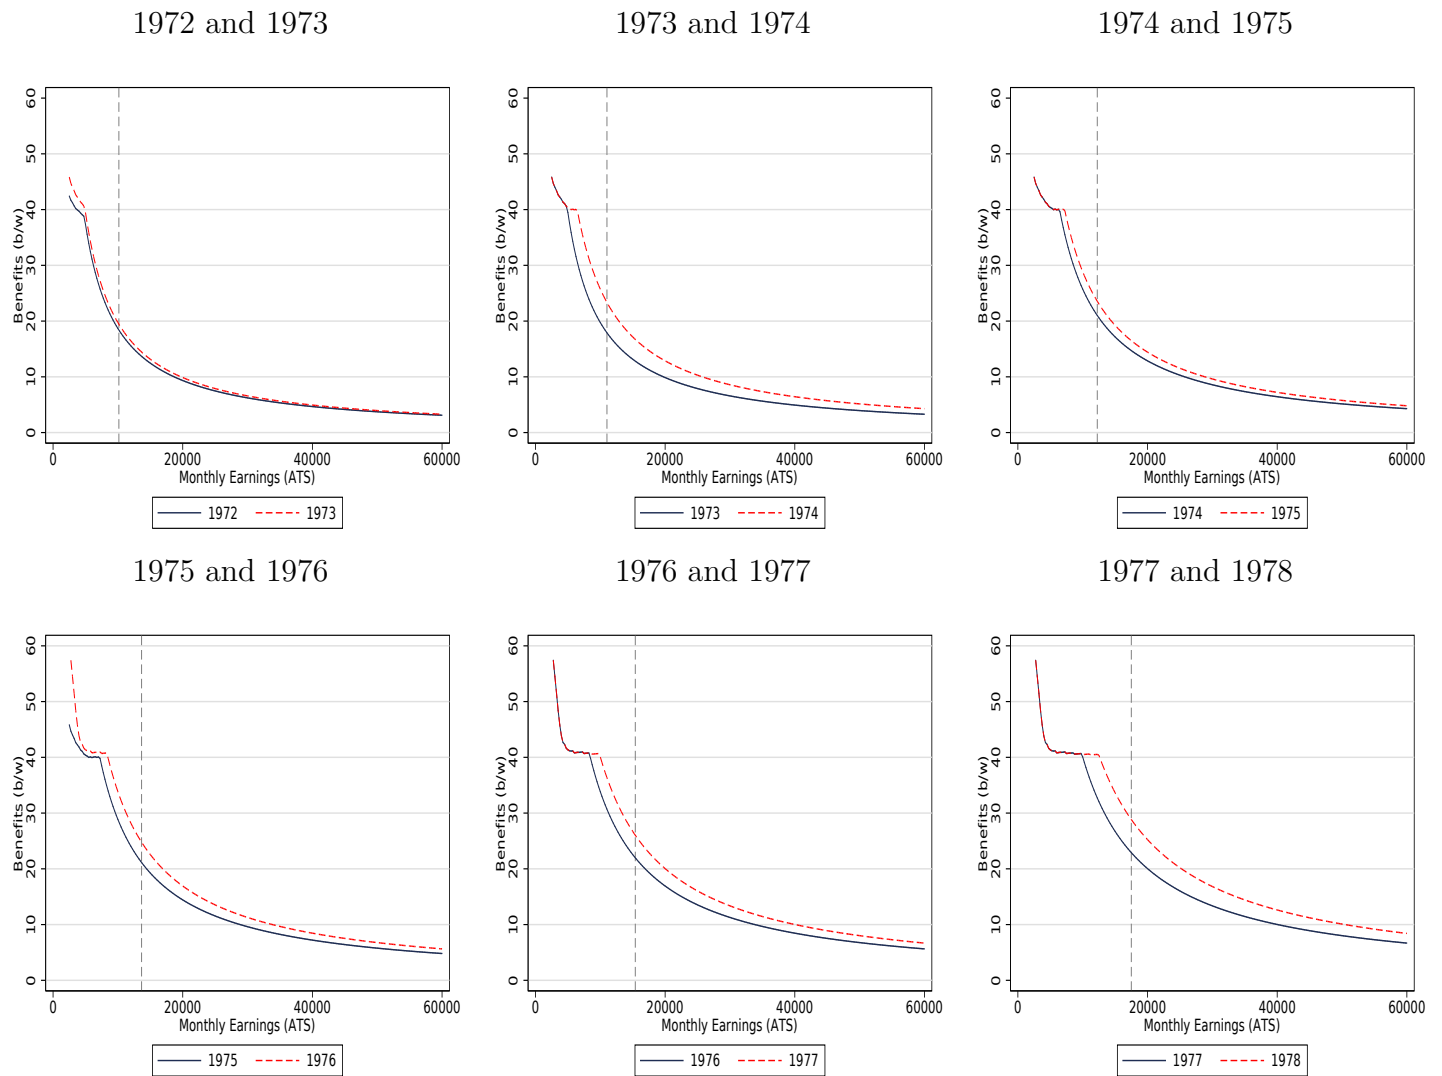 1972 and 1973
60
50
40
30
20
10
0
Benefits (b/w)
0 20000 40000 60000
Monthly Earnings (ATS)
1972 1973
1973 and 1974
60
50
40
30
20
10
0
Benefits (b/w)
0 20000 40000 60000
Monthly Earnings (ATS)
1973 1974
1974 and 1975
60
50
40
30
20
10
0
Benefits (b/w)
0 20000 40000 60000
Monthly Earnings (ATS)
1974 1975
1975 and 1976
60
50
40
30
20
10
0
Benefits (b/w)
0 20000 40000 60000
Monthly Earnings (ATS)
1975 1976
1976 and 1977
60
50
40
30
20
10
0
Benefits (b/w)
0 20000 40000 60000
Monthly Earnings (ATS)
1976 1977
1977 and 1978
60
50
40
30
20
10
0
Benefits (b/w)
0 20000 40000 60000
Monthly Earnings (ATS)
1977 1978